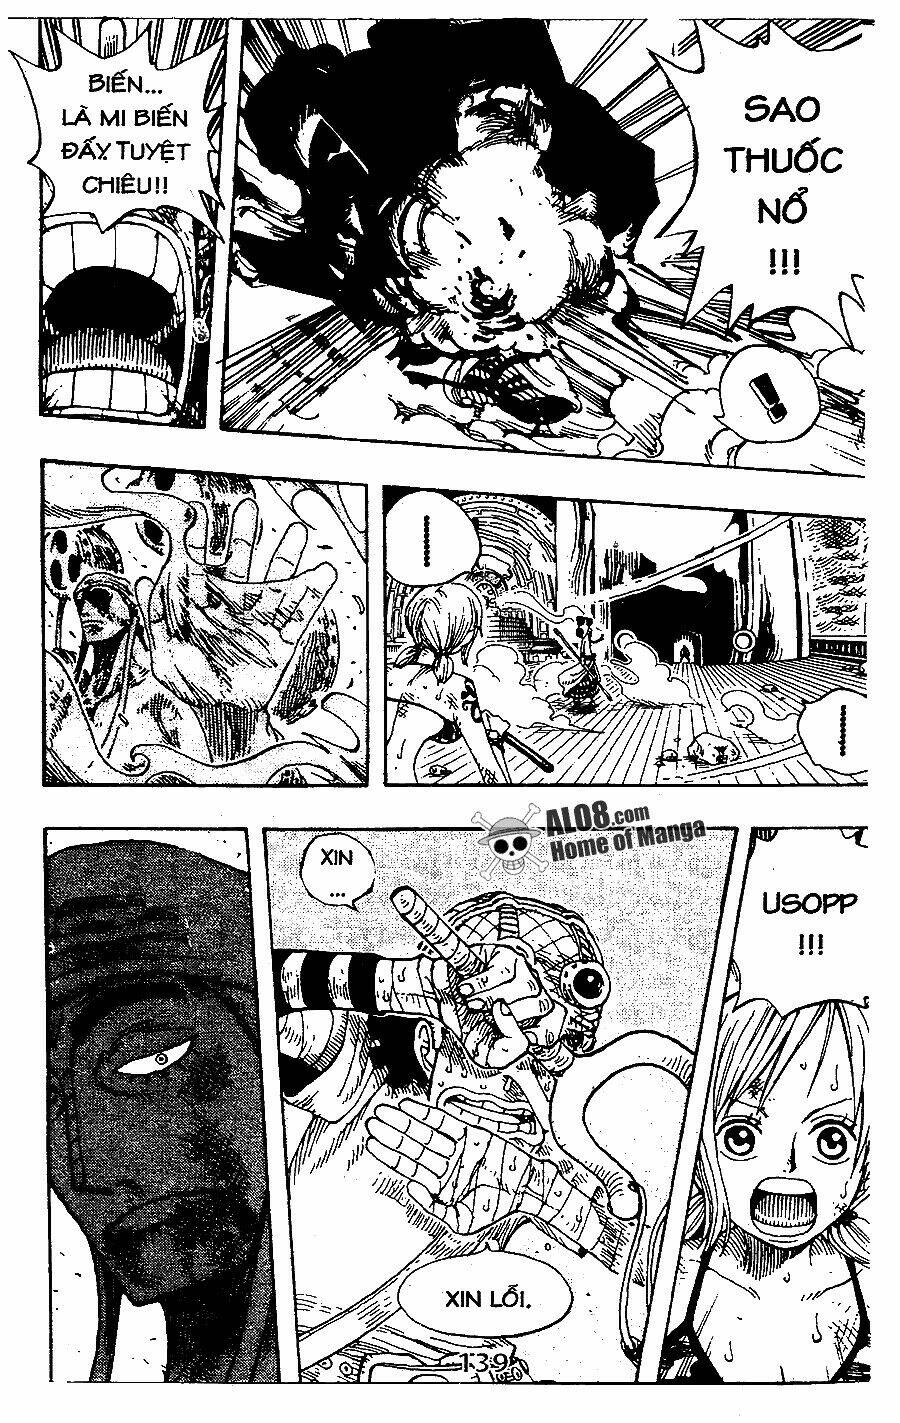 BIẾN...
LÀ MI BIẾN
ĐẤY. TUYỆT
CHIÊU!!
SAO
THUỐC
NỔ
!!!
!
..........
..........
AL08.com
Home of Manga
XIN
...
USOPP
!!!
XIN LỖI.
139